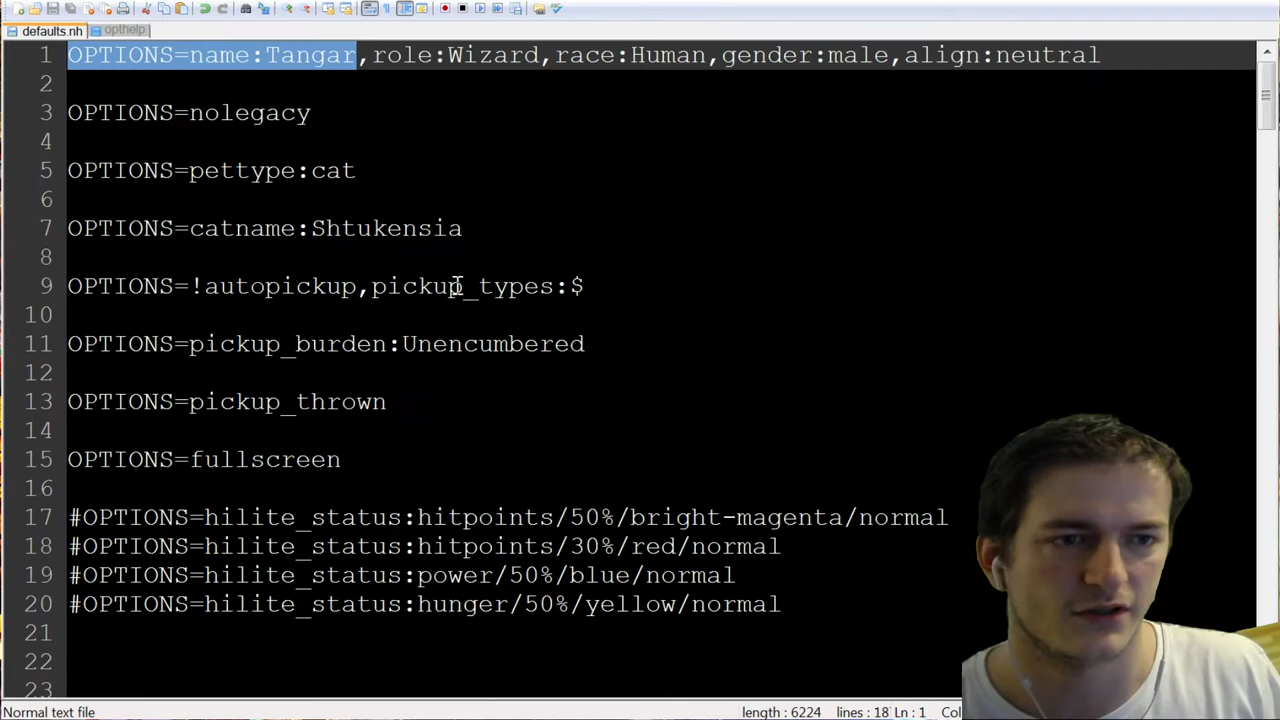 defaults.nh opthelp
1 OPTIONS=name:Tangar,role:Wizard,race:Human,gender:male,align:neutral
2
3 OPTIONS=nolegacy
4
5 OPTIONS=pettype:cat
6
7 OPTIONS=catname:Shtukensia
8
9 OPTIONS=!autopickup,pickup_types:$
10
11 OPTIONS=pickup_burden:Unencumbered
12
13 OPTIONS=pickup_thrown
14
15 OPTIONS=fullscreen
16
17 #OPTIONS=hilite_status:hitpoints/50%/bright-magenta/normal
18 #OPTIONS=hilite_status:hitpoints/30%/red/normal
19 #OPTIONS=hilite_status:power/50%/blue/normal
20 #OPTIONS=hilite_status:hunger/50%/yellow/normal
21
22
23
Normal text file length : 6224 lines : 18 Ln : 1